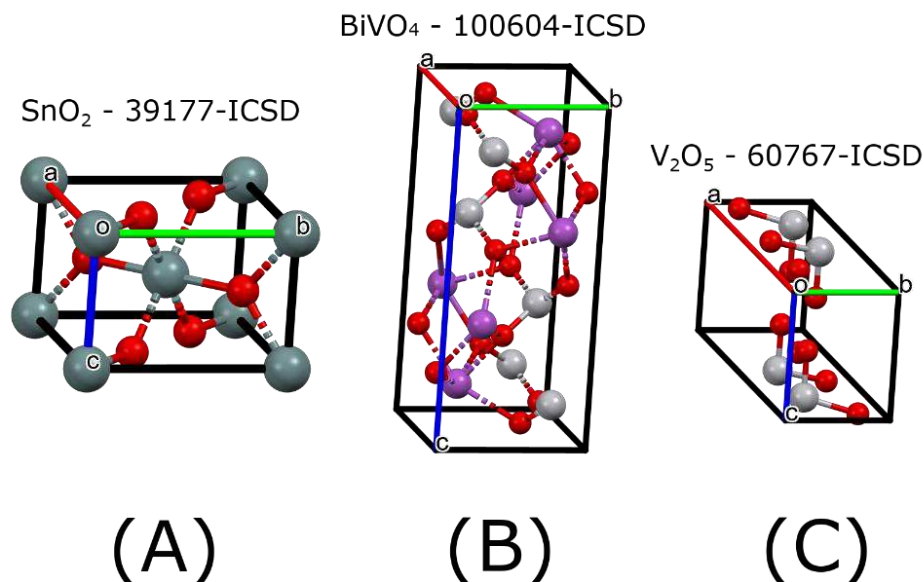 BiVO₄ - 100604-ICSD
SnO₂ - 39177-ICSD
V₂O₅ - 60767-ICSD
a
o
b
c
a
o
b
c
a
o
b
c
(A)
(B)
(C)